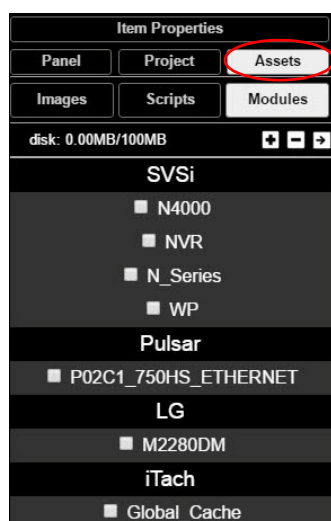 Item Properties
Panel Project Assets
Images Scripts Modules
disk: 0.00MB/100MB
SVSi
N4000
NVR
N_Series
WP
Pulsar
P02C1_750HS_ETHERNET
LG
M2280DM
iTach
Global_Cache